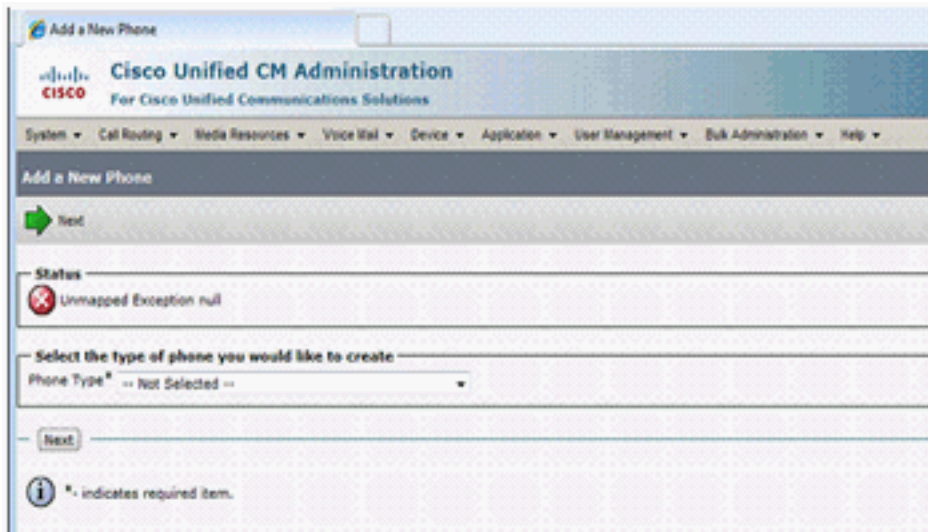 Add a New Phone
CISCO
Cisco Unified CM Administration
For Cisco Unified Communications Solutions
System Call Routing Media Resources Voice Mail Device Application User Management Bulk Administration Help
Add a New Phone
Next
Status
Unmapped Exception null
Select the type of phone you would like to create
Phone Type* -- Not Selected --
Next
*- indicates required item.